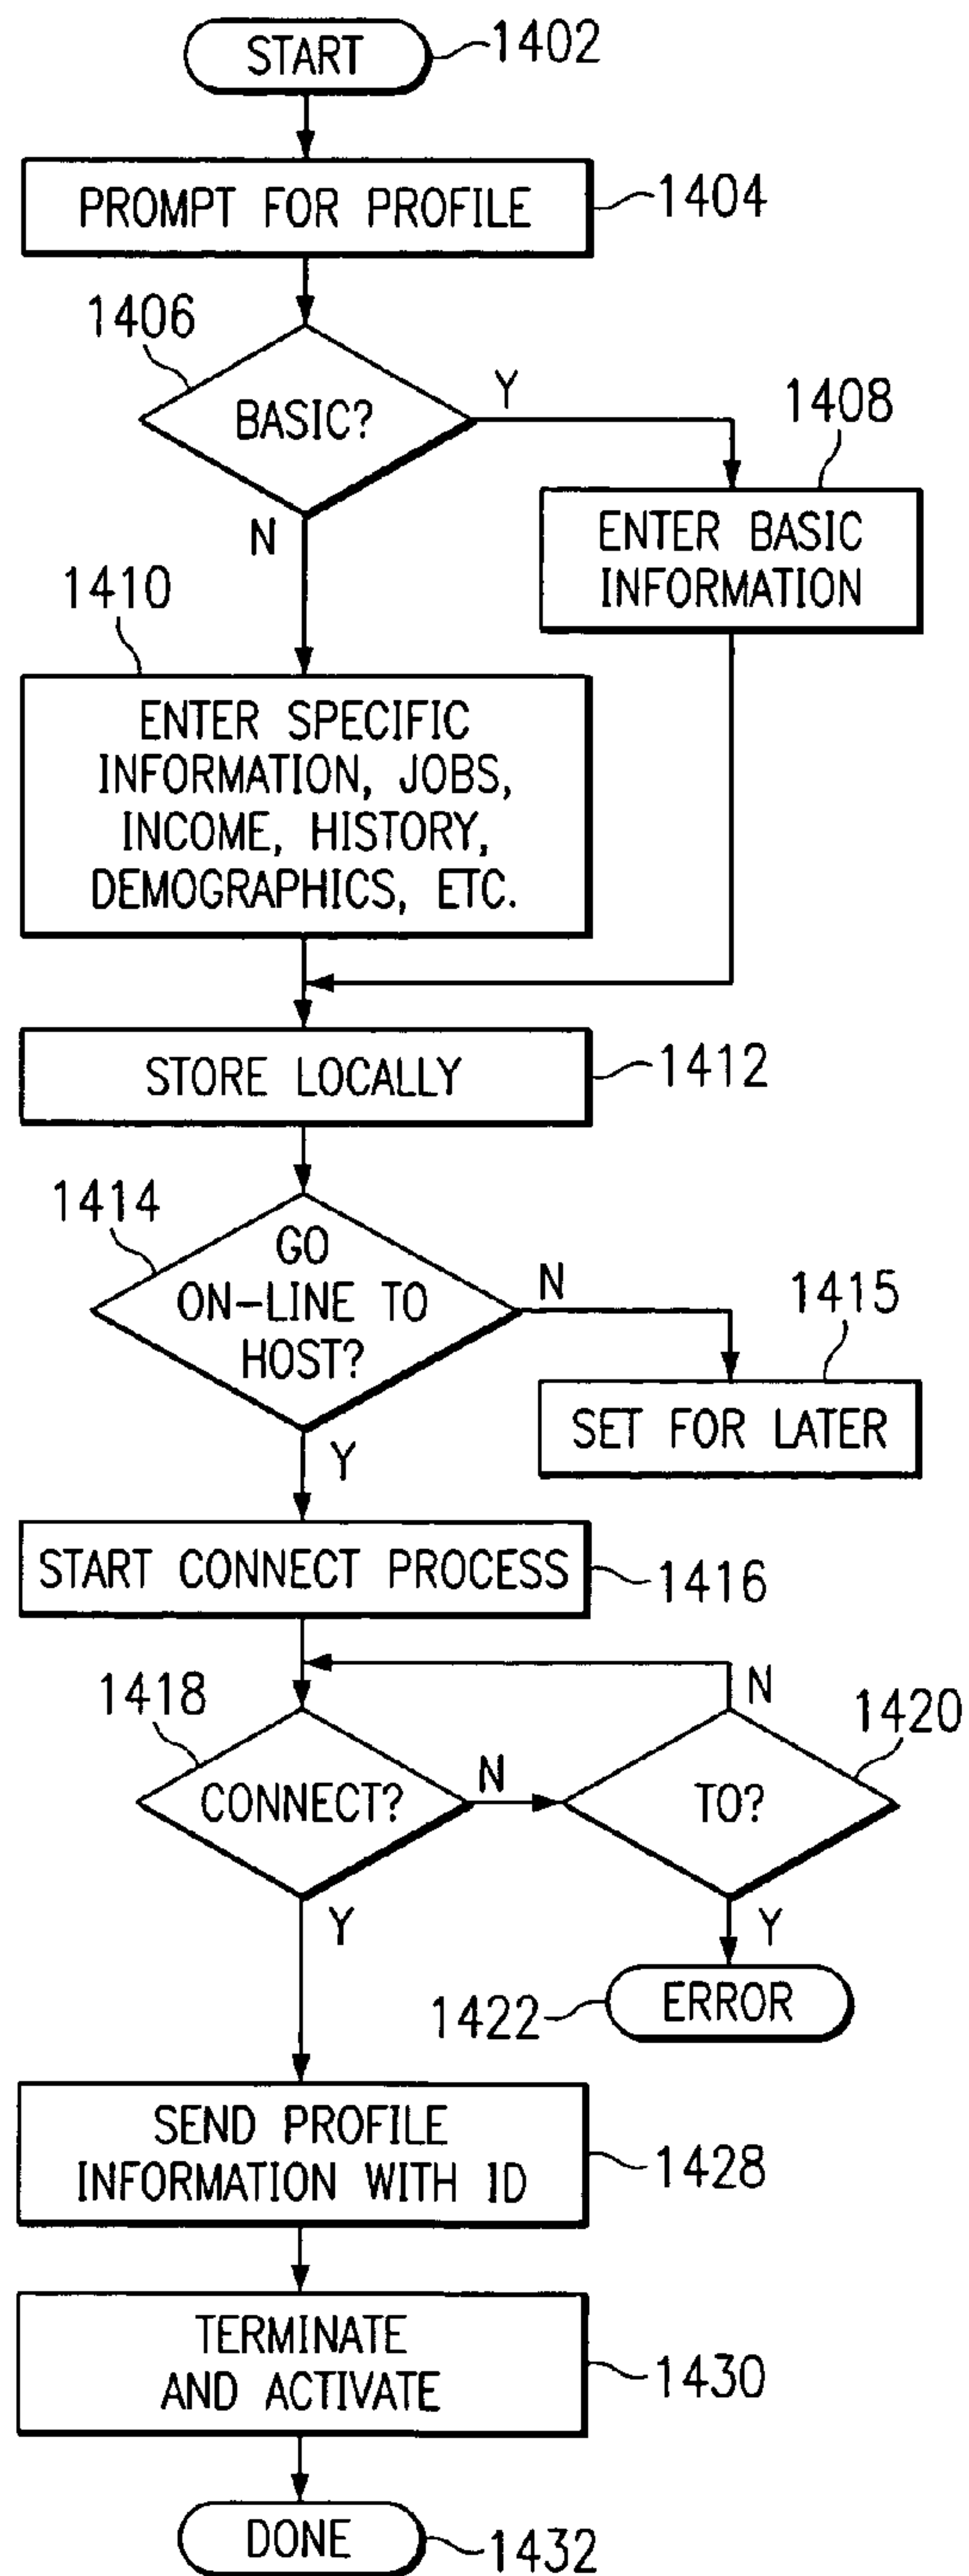 START
1402
PROMPT FOR PROFILE
1404
1406
BASIC?
Y
N
1408
ENTER BASIC
INFORMATION
1410
ENTER SPECIFIC
INFORMATION, JOBS,
INCOME, HISTORY,
DEMOGRAPHICS, ETC.
STORE LOCALLY
1412
1414
GO
ON-LINE TO
HOST?
N
Y
1415
SET FOR LATER
START CONNECT PROCESS
1416
1418
CONNECT?
N
Y
1420
TO?
N
Y
1422
ERROR
SEND PROFILE
INFORMATION WITH ID
1428
TERMINATE
AND ACTIVATE
1430
DONE
1432